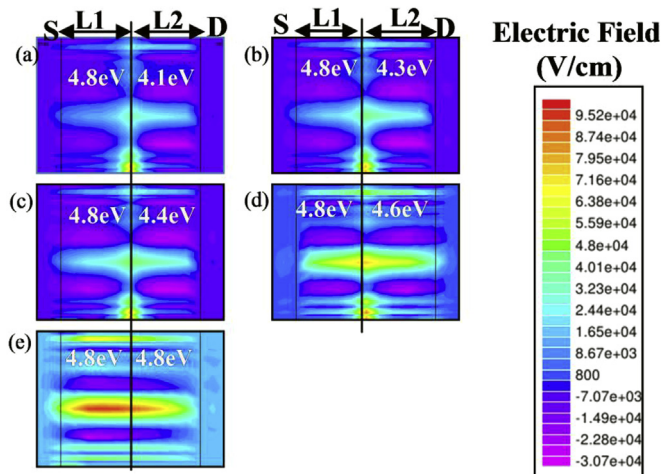 S L1 L2 D
(a) 4.8eV 4.1eV
S L1 L2 D
(b) 4.8eV 4.3eV
(c) 4.8eV 4.4eV
(d) 4.8eV 4.6eV
(e) 4.8eV 4.8eV
Electric Field
(V/cm)
9.52e+04
8.74e+04
7.95e+04
7.16e+04
6.38e+04
5.59e+04
4.8e+04
4.01e+04
3.23e+04
2.44e+04
1.65e+04
8.67e+03
800
-7.07e+03
-1.49e+04
-2.28e+04
-3.07e+04